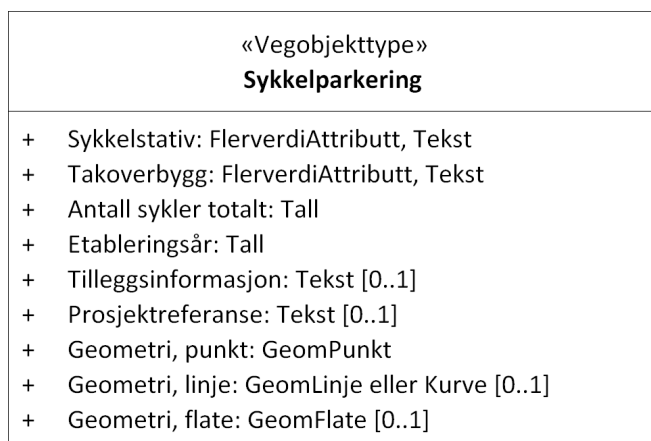 «Vegobjekttype»
Sykkelparkering
+ Sykkelstativ: FlerverdiAttributt, Tekst
+ Takoverbygg: FlerverdiAttributt, Tekst
+ Antall sykler totalt: Tall
+ Etableringsår: Tall
+ Tilleggsinformasjon: Tekst [0..1]
+ Prosjektreferanse: Tekst [0..1]
+ Geometri, punkt: GeomPunkt
+ Geometri, linje: GeomLinje eller Kurve [0..1]
+ Geometri, flate: GeomFlate [0..1]